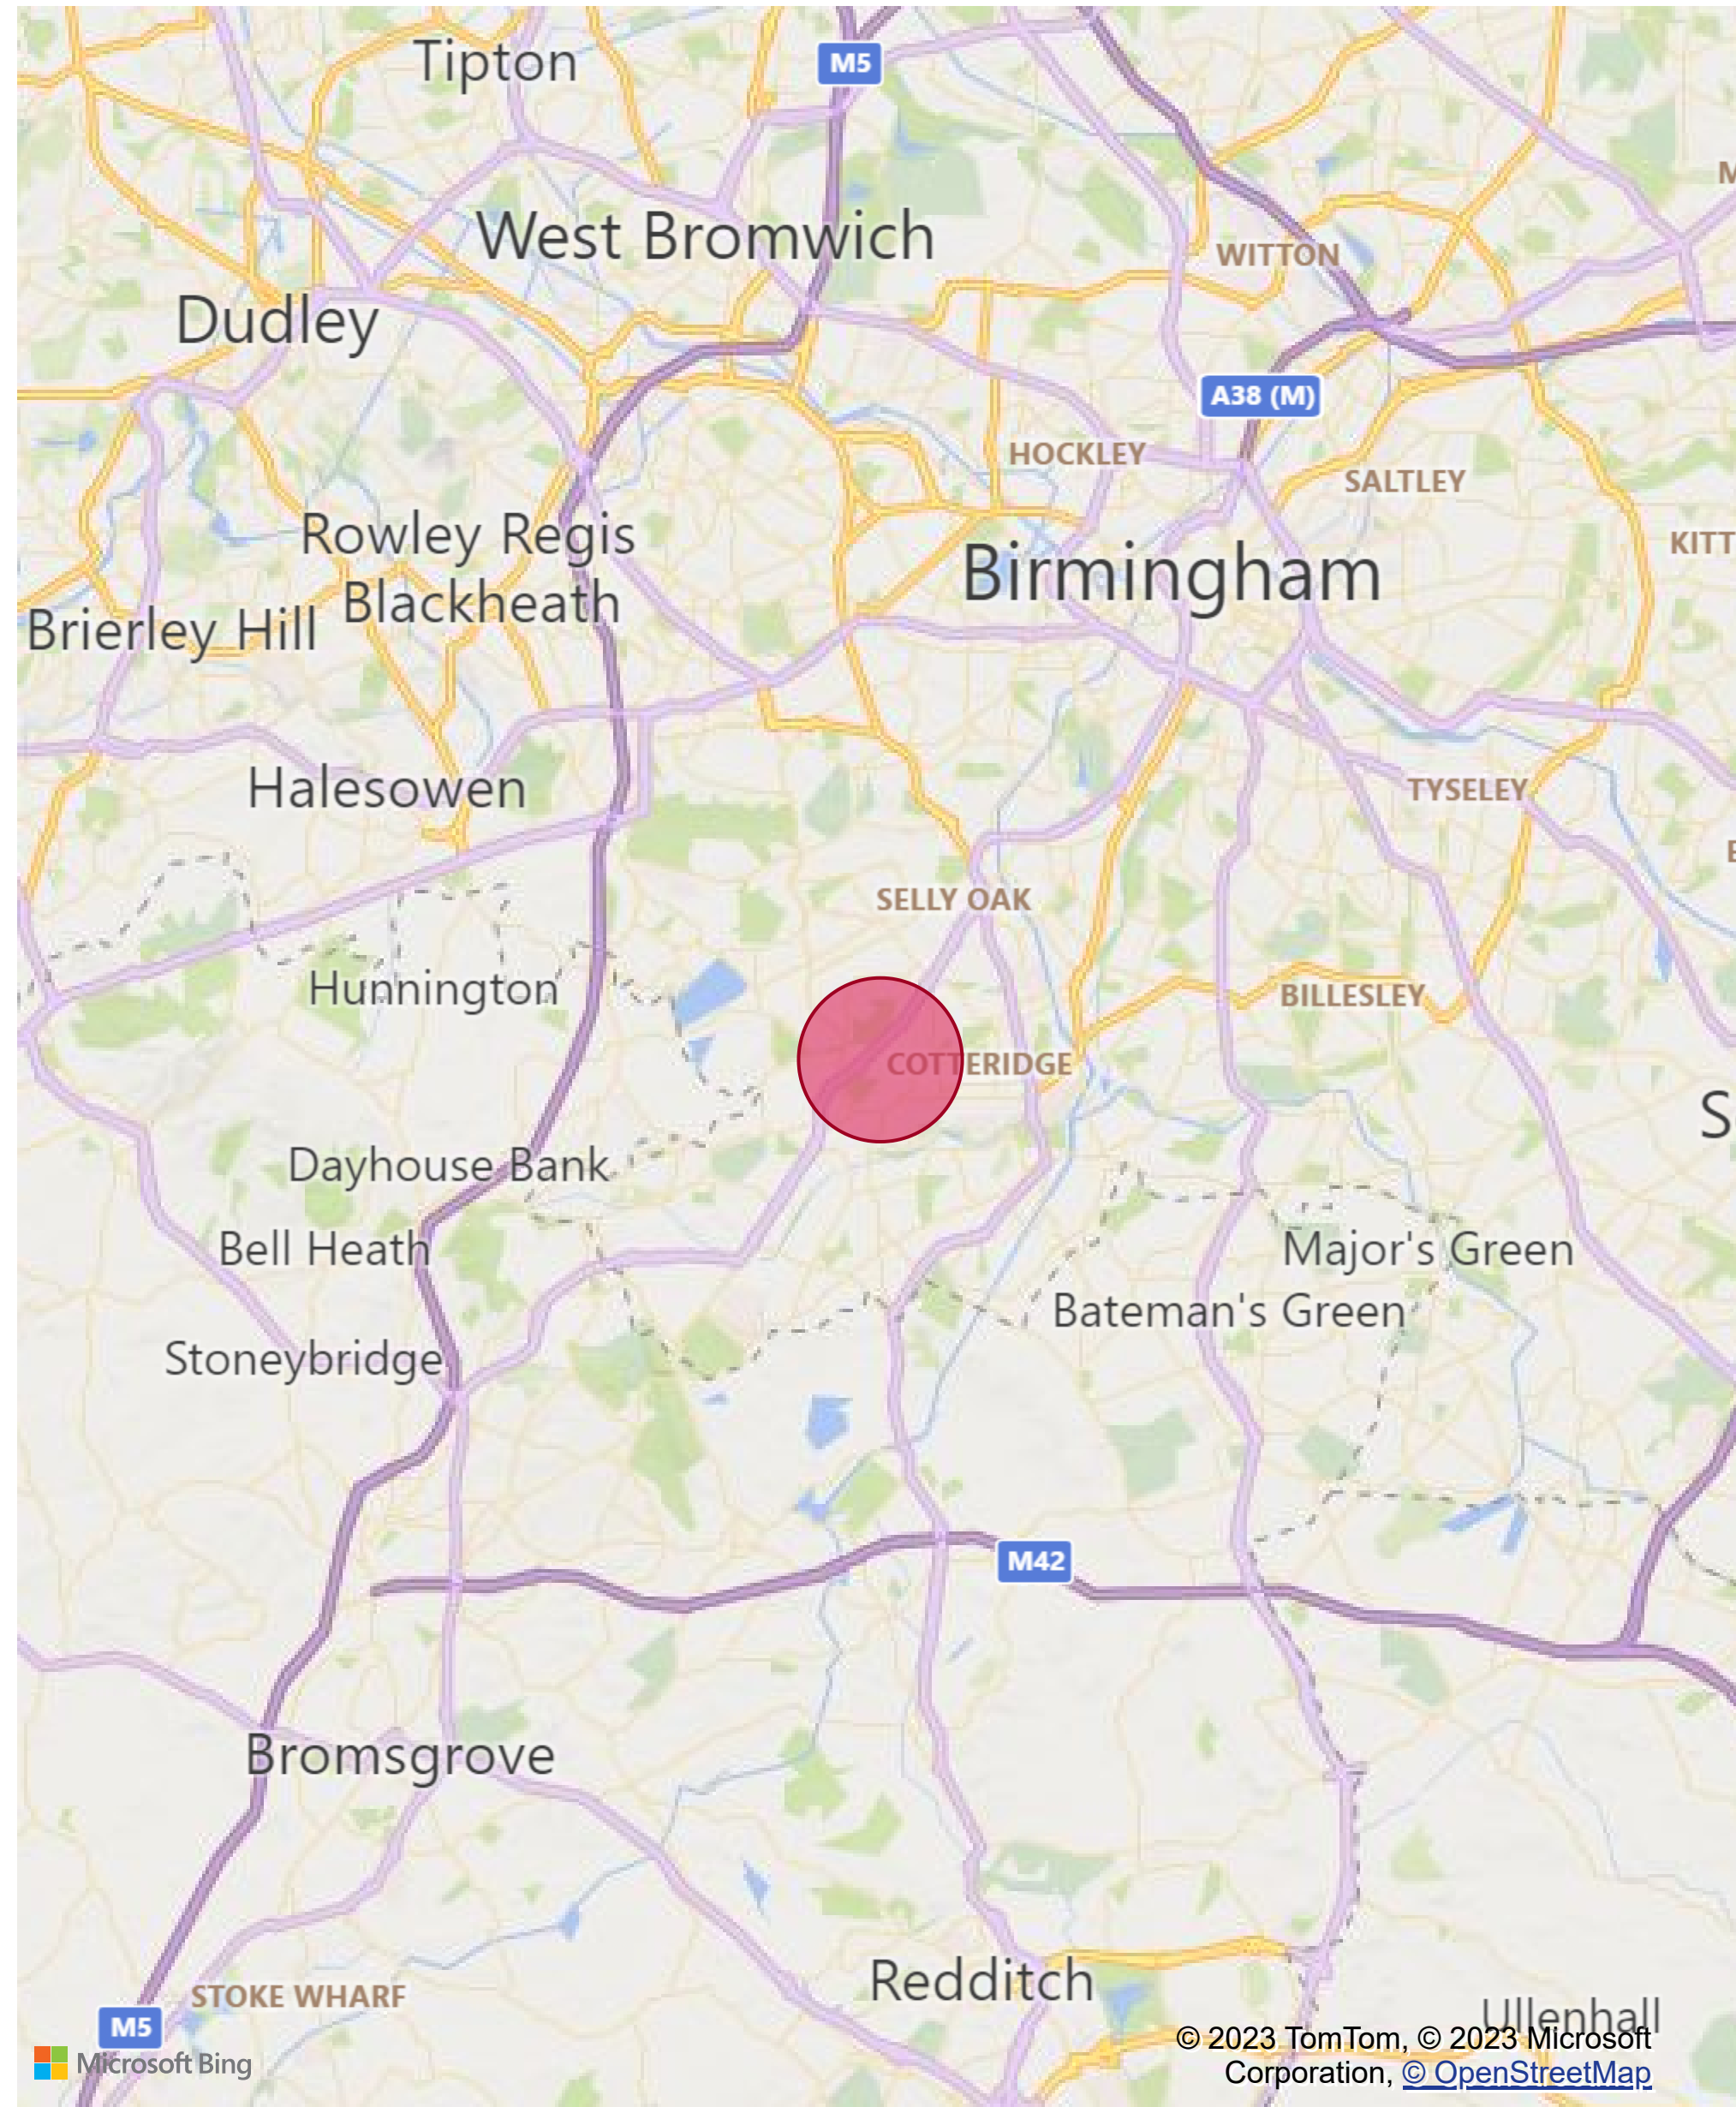 Tipton
M5
M
West Bromwich
WITTON
Dudley
A38 (M)
HOCKLEY
SALTLEY
Rowley Regis
KITT
Birmingham
Blackheath
Brierley Hill
Halesowen
TYSELEY
E
SELLY OAK
Hunnington
BILLESLEY
COTTERIDGE
S
Dayhouse Bank
Bell Heath
Major's Green
Bateman's Green
Stoneybridge
M42
Bromsgrove
Redditch
STOKE WHARF
Ullenhall
M5
© 2023 TomTom, © 2023 Microsoft
Microsoft Bing
Corporation, © OpenStreetMap